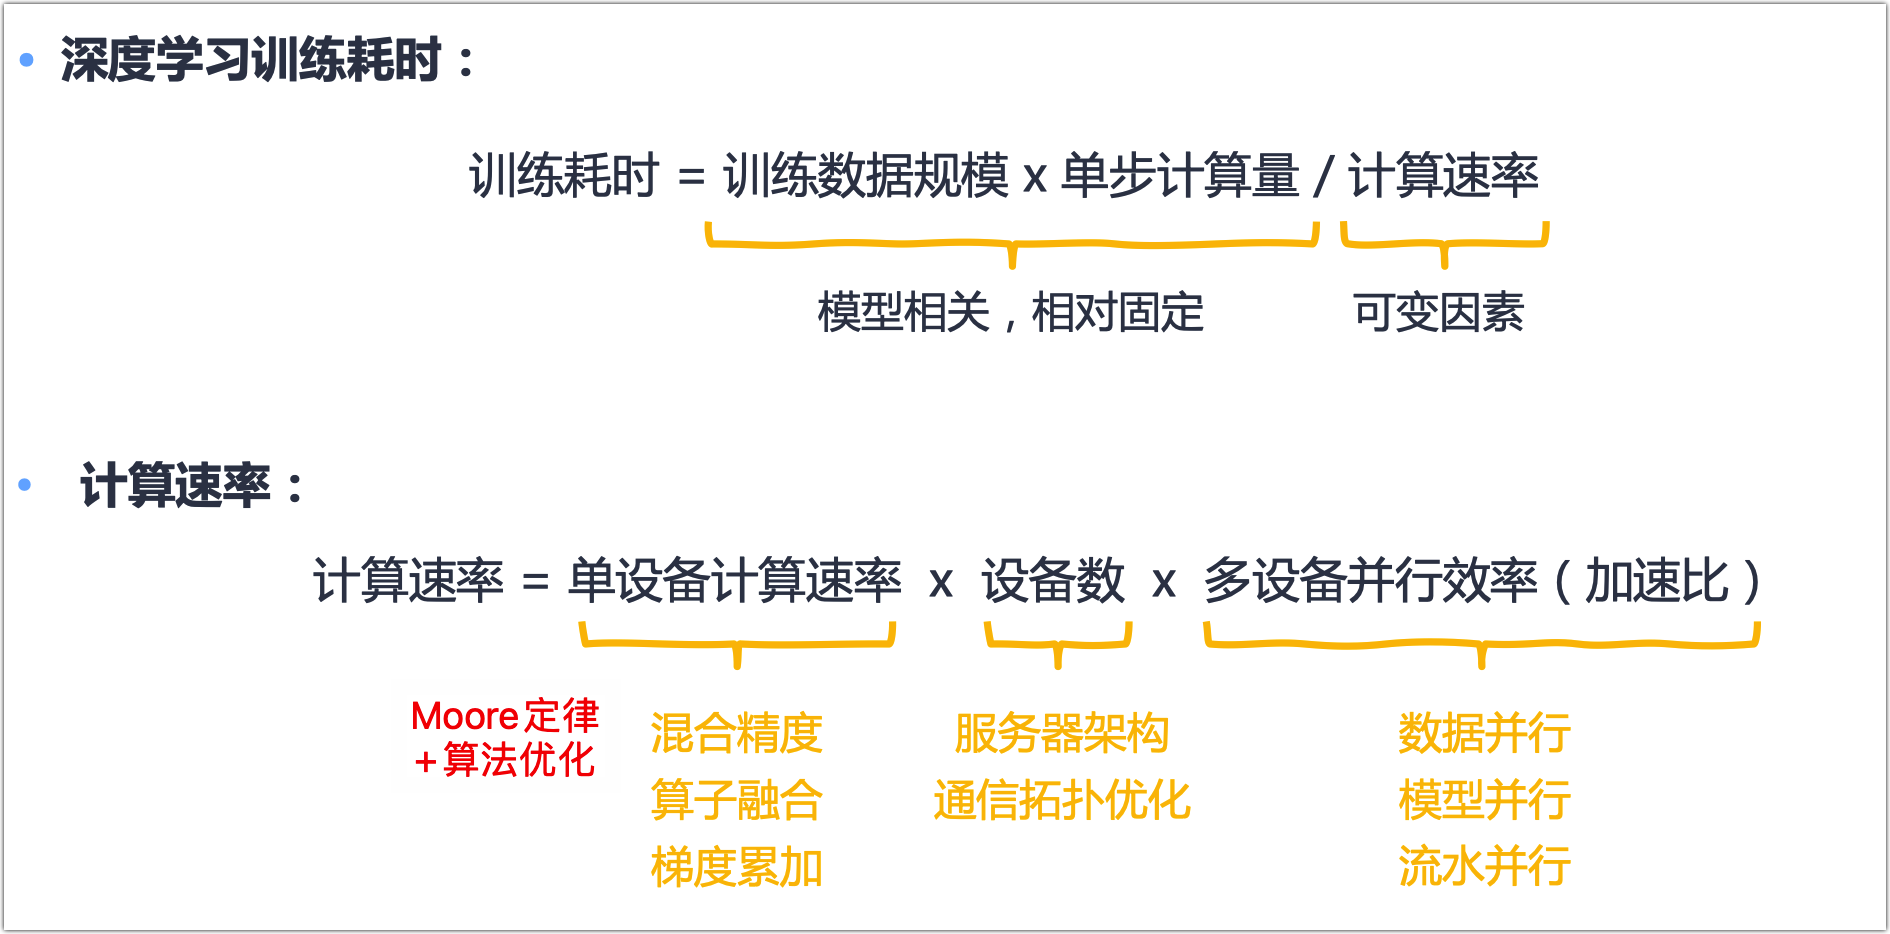 深度学习训练耗时：
训练耗时 = 训练数据规模 x 单步计算量 / 计算速率
模型相关，相对固定 可变因素
计算速率：
计算速率 = 单设备计算速率 x 设备数 x 多设备并行效率（加速比）
Moore定律
+算法优化
混合精度 服务器架构 数据并行
算子融合 通信拓扑优化 模型并行
梯度累加 流水并行